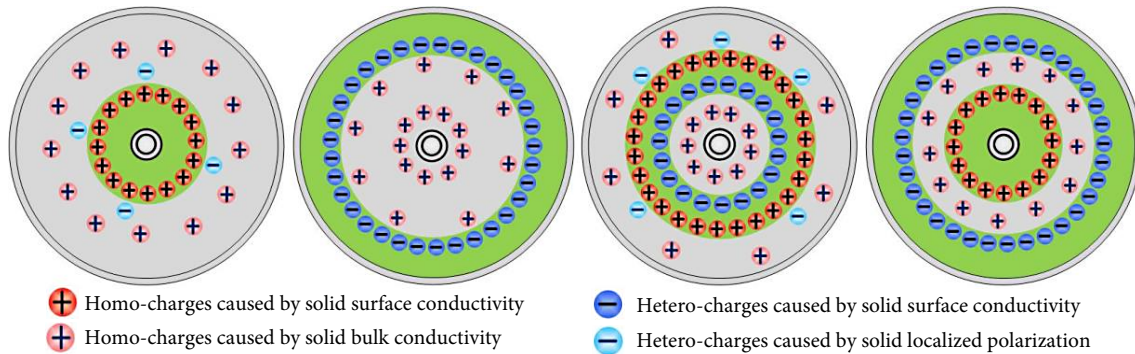 Homo-charges caused by solid surface conductivity
Hetero-charges caused by solid surface conductivity
Homo-charges caused by solid bulk conductivity
Hetero-charges caused by solid localized polarization